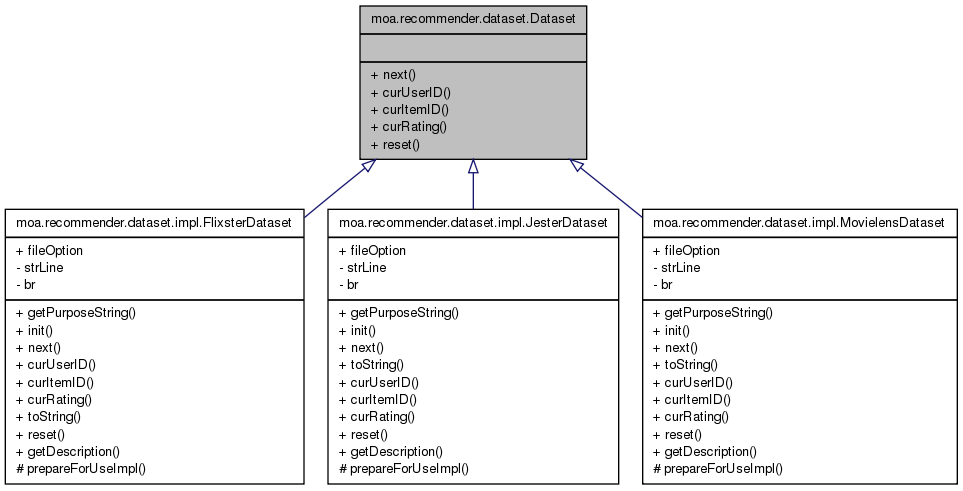 moa.recommender.dataset.Dataset
+ next()
+ curUserID()
+ curItemID()
+ curRating()
+ reset()
moa.recommender.dataset.impl.FlixsterDataset
+ fileOption
- strLine
- br
+ getPurposeString()
+ init()
+ next()
+ curUserID()
+ curItemID()
+ curRating()
+ toString()
+ reset()
+ getDescription()
# prepareForUseImpl()
moa.recommender.dataset.impl.JesterDataset
+ fileOption
- strLine
- br
+ getPurposeString()
+ init()
+ next()
+ toString()
+ curUserID()
+ curItemID()
+ curRating()
+ reset()
+ getDescription()
# prepareForUseImpl()
moa.recommender.dataset.impl.MovielensDataset
+ fileOption
- strLine
- br
+ getPurposeString()
+ init()
+ next()
+ toString()
+ curUserID()
+ curItemID()
+ curRating()
+ reset()
+ getDescription()
# prepareForUseImpl()